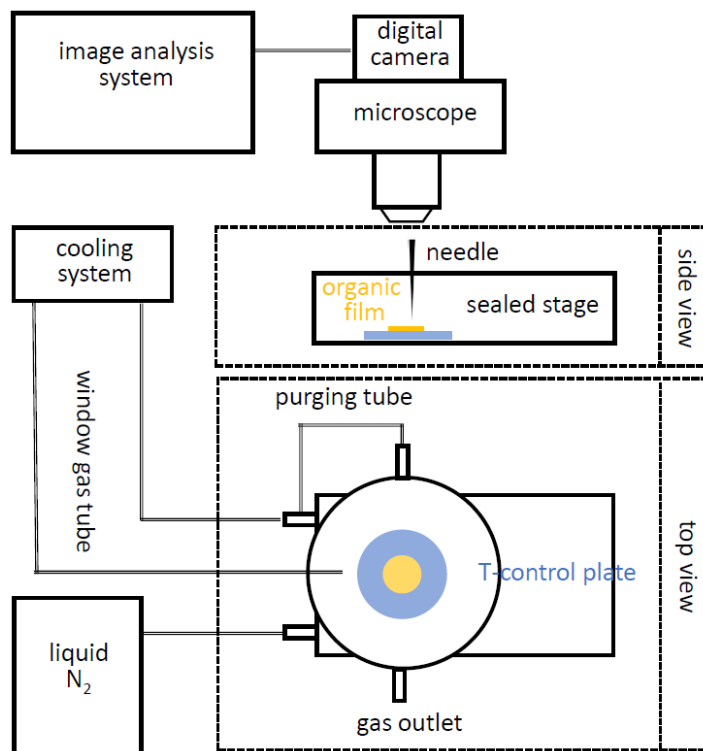 image analysis
system
digital
camera
microscope
cooling
system
needle
organic
film
sealed stage
side view
window gas tube
purging tube
T-control plate
top view
liquid
N₂
gas outlet